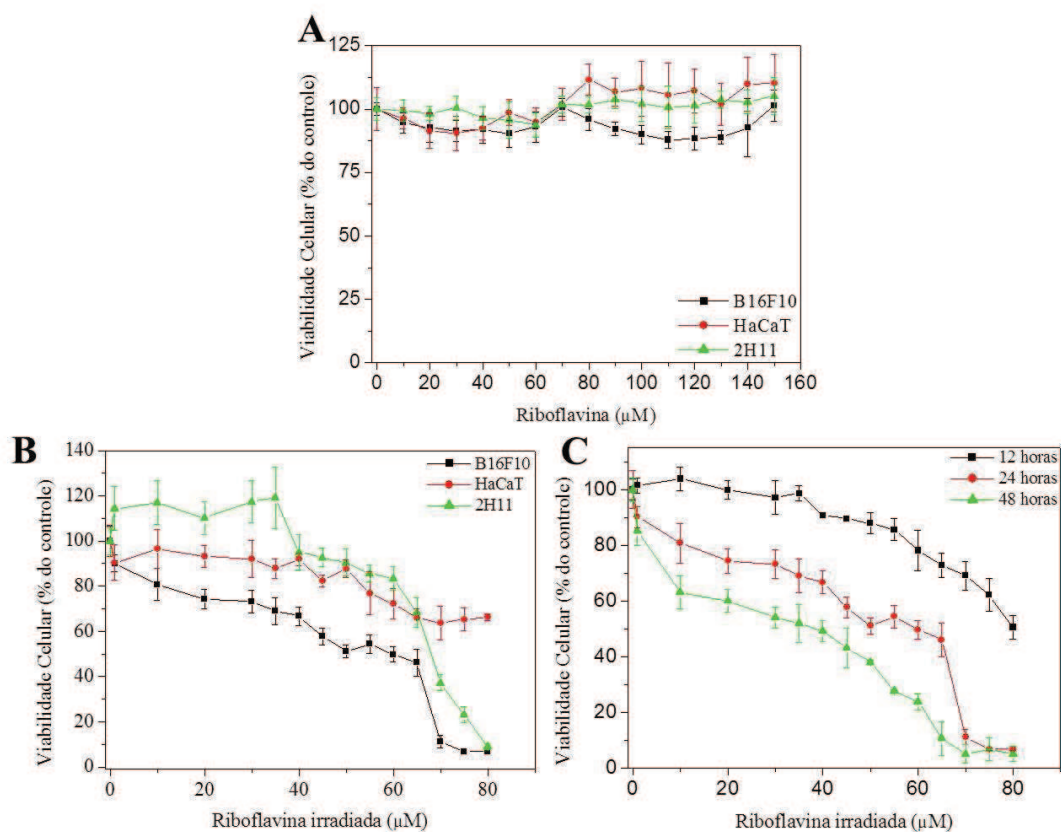 A
125
100
75
50
25
0
Viabilidade Celular (% do controle)
B16F10
HaCaT
2H11
0 20 40 60 80 100 120 140 160
Riboflavina (µM)
B
140
120
100
80
60
40
20
0
Viabilidade Celular (% do controle)
B16F10
HaCaT
2H11
0 20 40 60 80
Riboflavina irradiada (µM)
C
100
80
60
40
20
0
Viabilidade Celular (% do controle)
12 horas
24 horas
48 horas
0 20 40 60 80
Riboflavina irradiada (µM)